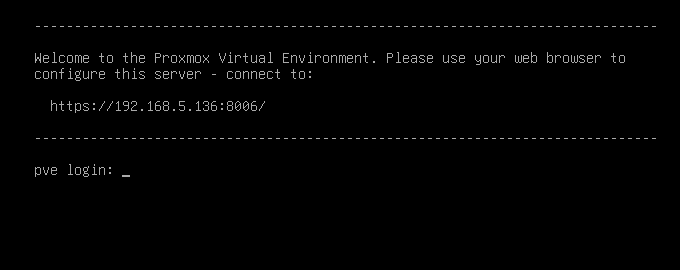 -------------------------------------------------------------------------------
Welcome to the Proxmox Virtual Environment. Please use your web browser to
configure this server - connect to:
https://192.168.5.136:8006/
-------------------------------------------------------------------------------
pve login: _